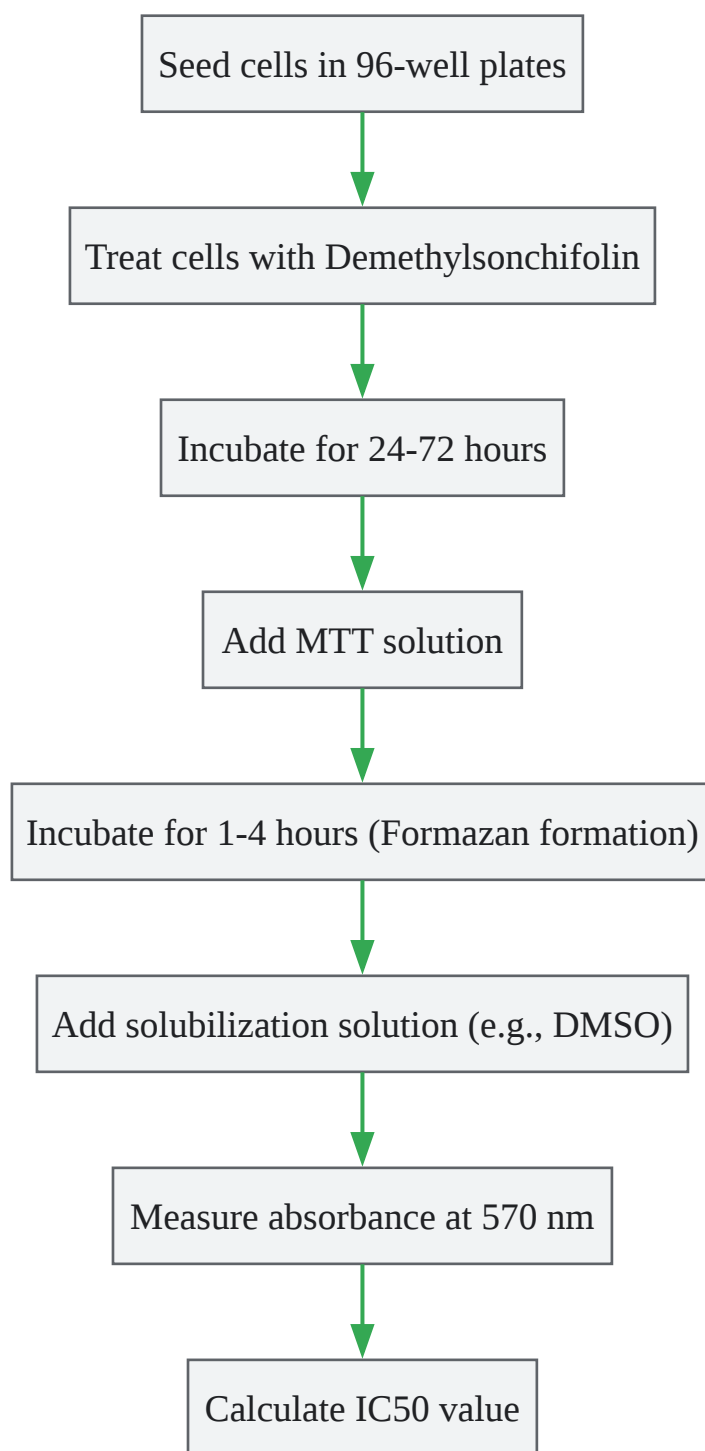 Seed cells in 96-well plates
Treat cells with Demethylsonchifolin
Incubate for 24-72 hours
Add MTT solution
Incubate for 1-4 hours (Formazan formation)
Add solubilization solution (e.g., DMSO)
Measure absorbance at 570 nm
Calculate IC50 value